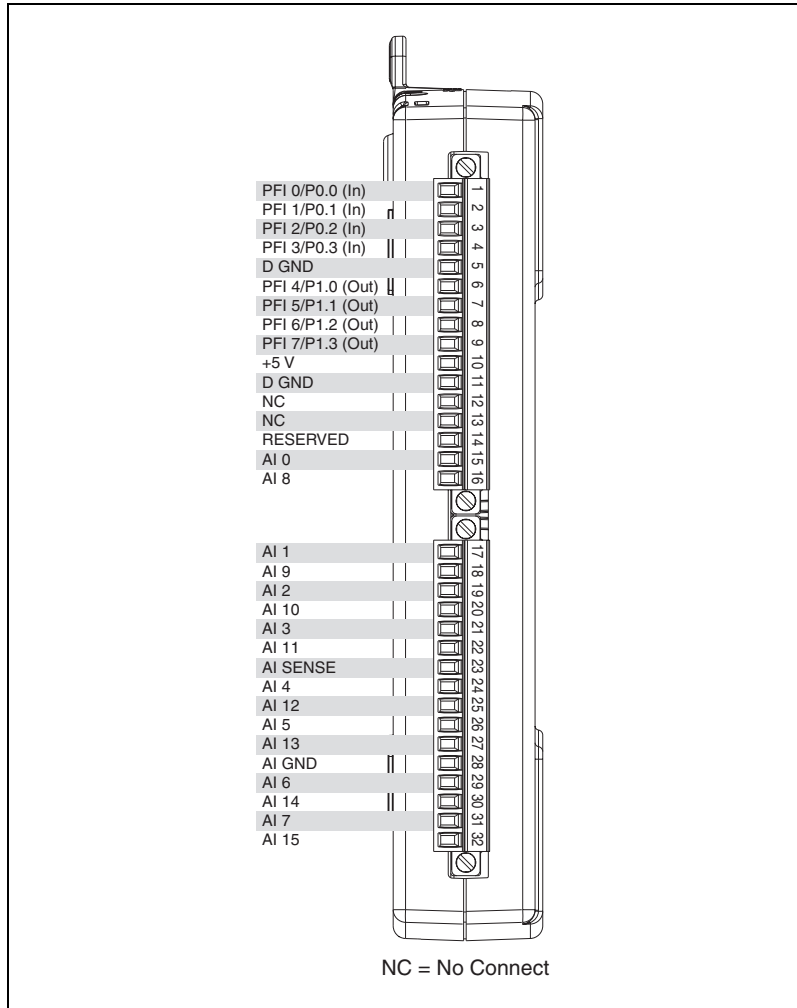 PFI 0/P0.0 (In) 1
PFI 1/P0.1 (In) 2
PFI 2/P0.2 (In) 3
PFI 3/P0.3 (In) 4
D GND 5
PFI 4/P1.0 (Out) 6
PFI 5/P1.1 (Out) 7
PFI 6/P1.2 (Out) 8
PFI 7/P1.3 (Out) 9
+5 V 10
D GND 11
NC 12
NC 13
RESERVED 14
AI 0 15
AI 8 16
AI 1 17
AI 9 18
AI 2 19
AI 10 20
AI 3 21
AI 11 22
AI SENSE 23
AI 4 24
AI 12 25
AI 5 26
AI 13 27
AI GND 28
AI 6 29
AI 14 30
AI 7 31
AI 15 32
NC = No Connect